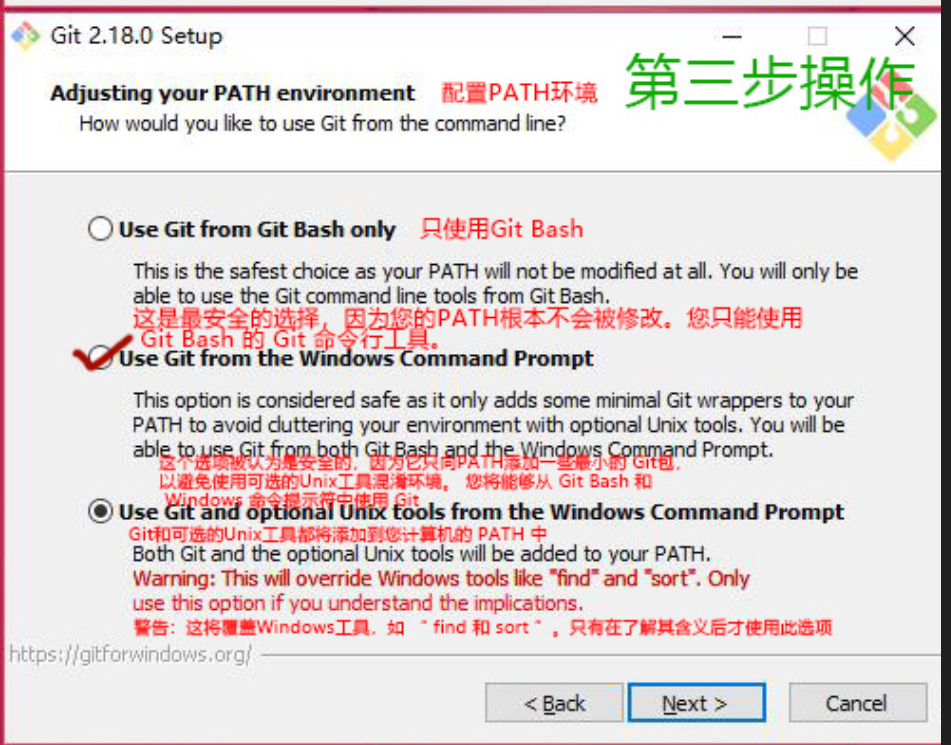 Git 2.18.0 Setup
第三步操作
Adjusting your PATH environment 配置PATH环境
How would you like to use Git from the command line?
Use Git from Git Bash only 只使用Git Bash
This is the safest choice as your PATH will not be modified at all. You will only be
able to use the Git command line tools from Git Bash.
这是最安全的选择，因为您的PATH根本不会被修改。您只能使用
Git Bash 的 Git 命令行工具。
Use Git from the Windows Command Prompt
This option is considered safe as it only adds some minimal Git wrappers to your
PATH to avoid cluttering your environment with optional Unix tools. You will be
able to use Git from both Git Bash and the Windows Command Prompt.
这个选项被认为是安全的，因为它只向PATH添加一些最小的 Git包，
以避免使用可选的Unix工具混淆环境。 您将能够从 Git Bash 和
Windows 命令提示符中使用 Git
Use Git and optional Unix tools from the Windows Command Prompt
Git和可选的Unix工具都将添加到您计算机的 PATH 中
Both Git and the optional Unix tools will be added to your PATH.
Warning: This will override Windows tools like "find" and "sort". Only
use this option if you understand the implications.
警告：这将覆盖Windows工具，如 “ find 和 sort ”。只有在了解其含义后才使用此选项
https://gitforwindows.org/
< Back Next > Cancel